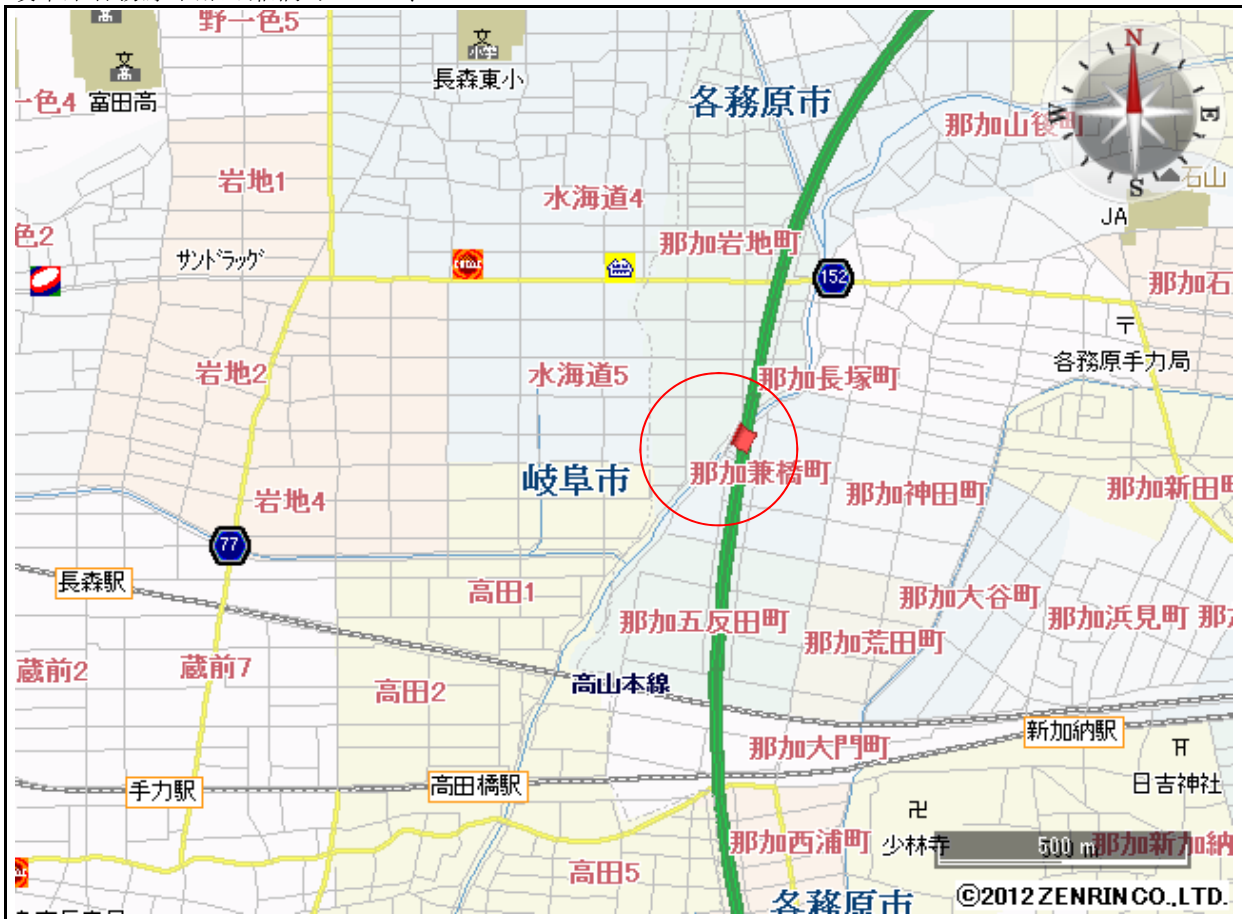 野一色5
文
高
文
小学
長森東小
一色4
富田高
各務原市
N
W
E
S
那加山後町
石山
JA
岩地1
水海道4
色2
サンドラッグ
那加岩地町
152
那加石
〒
各務原手力局
岩地2
水海道5
那加長塚町
岐阜市
那加兼橋町
那加神田町
那加新田町
岩地4
77
長森駅
高田1
那加五反田町
那加大谷町
那加浜見町
那加荒田町
蔵前2
蔵前7
高田2
高山本線
新加納駅
那加大門町
日吉神社
手力駅
高田橋駅
卍
少林寺
那加西浦町
500 m
那加新加納
高田5
各務原市
©2012 ZENRIN CO., LTD.